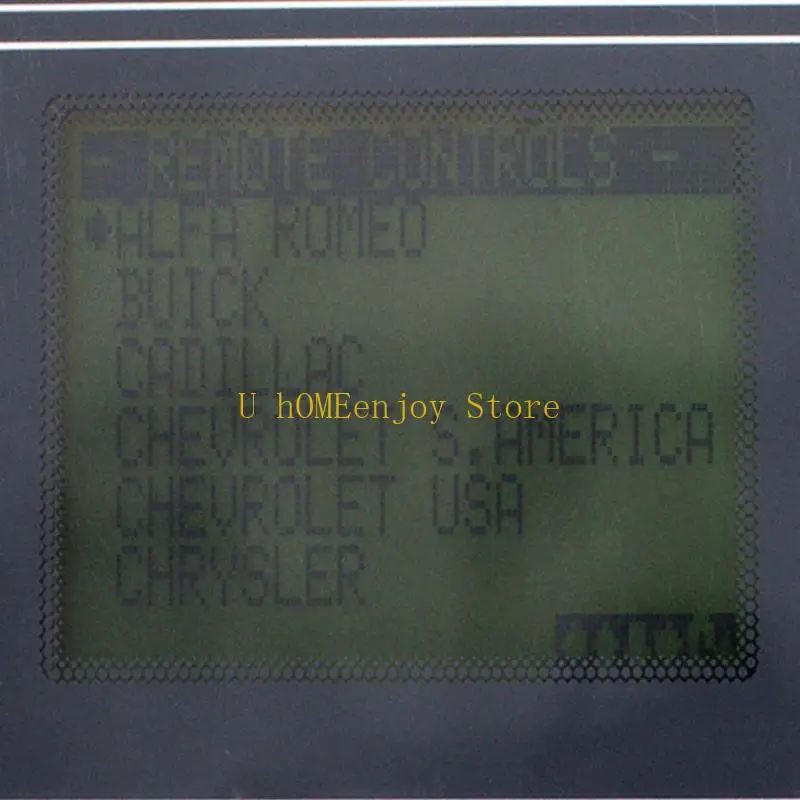 - REMOTE CONTROLS -
ALFA ROMEO
BUICK
CADILLAC
U hOMEenjoy Store
CHEVROLET S.AMERICA
CHEVROLET USA
CHRYSLER